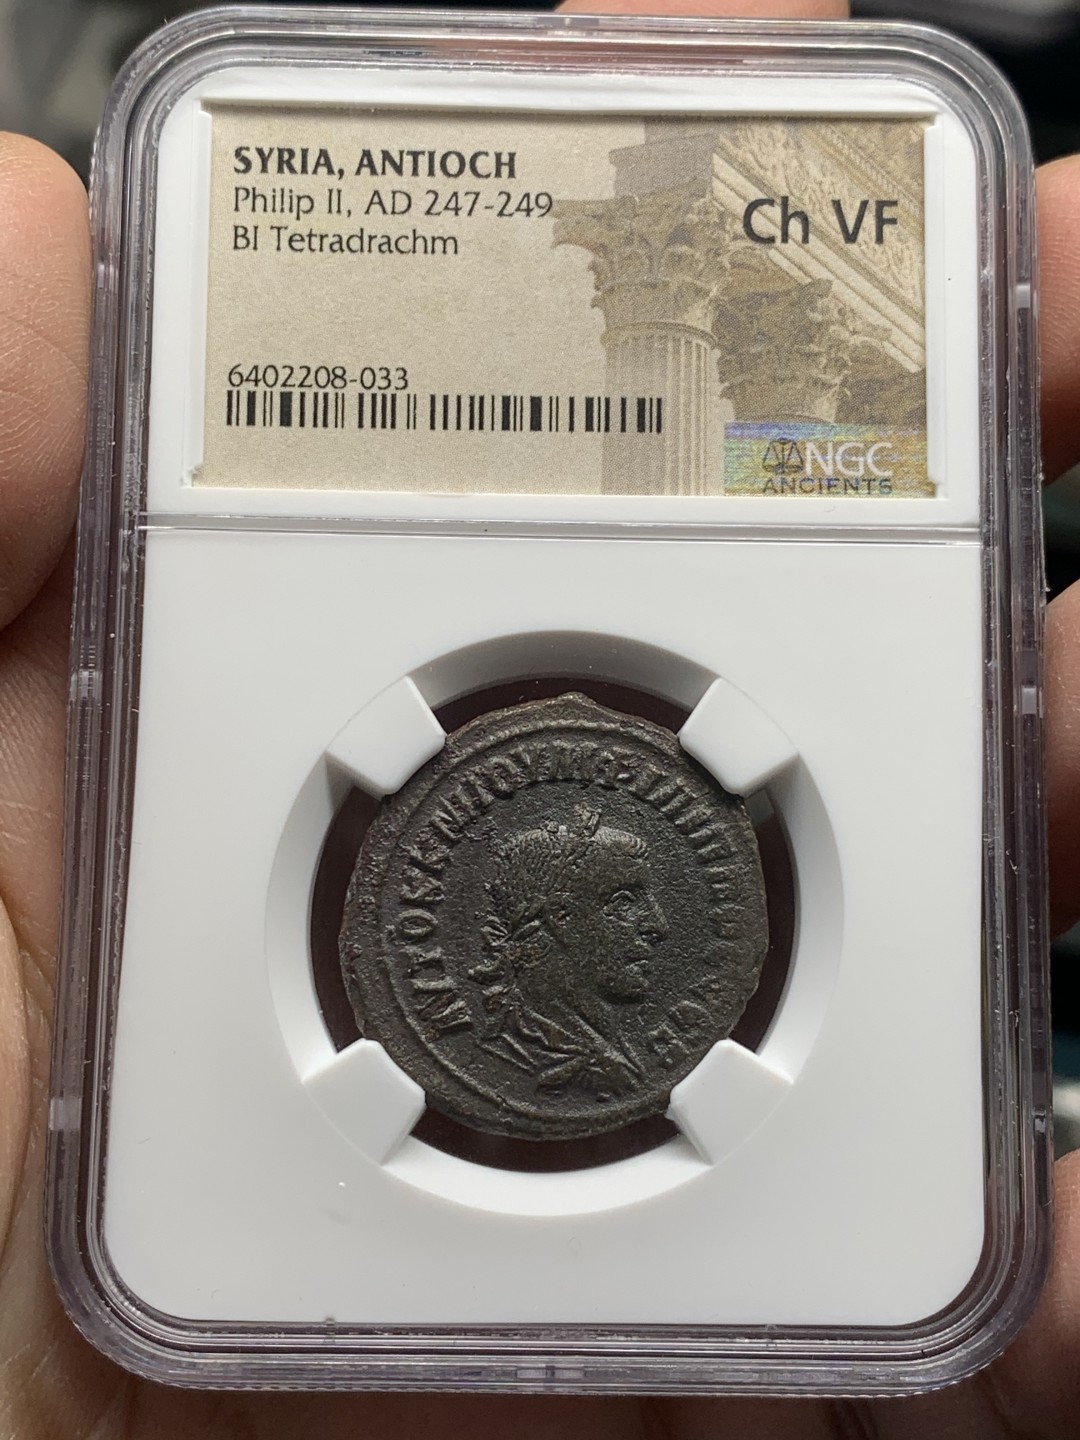 SYRIA, ANTIOCH
Philip II, AD 247-249
BI Tetradrachm
Ch VF
6402208-033
NGC
ANCIENTS